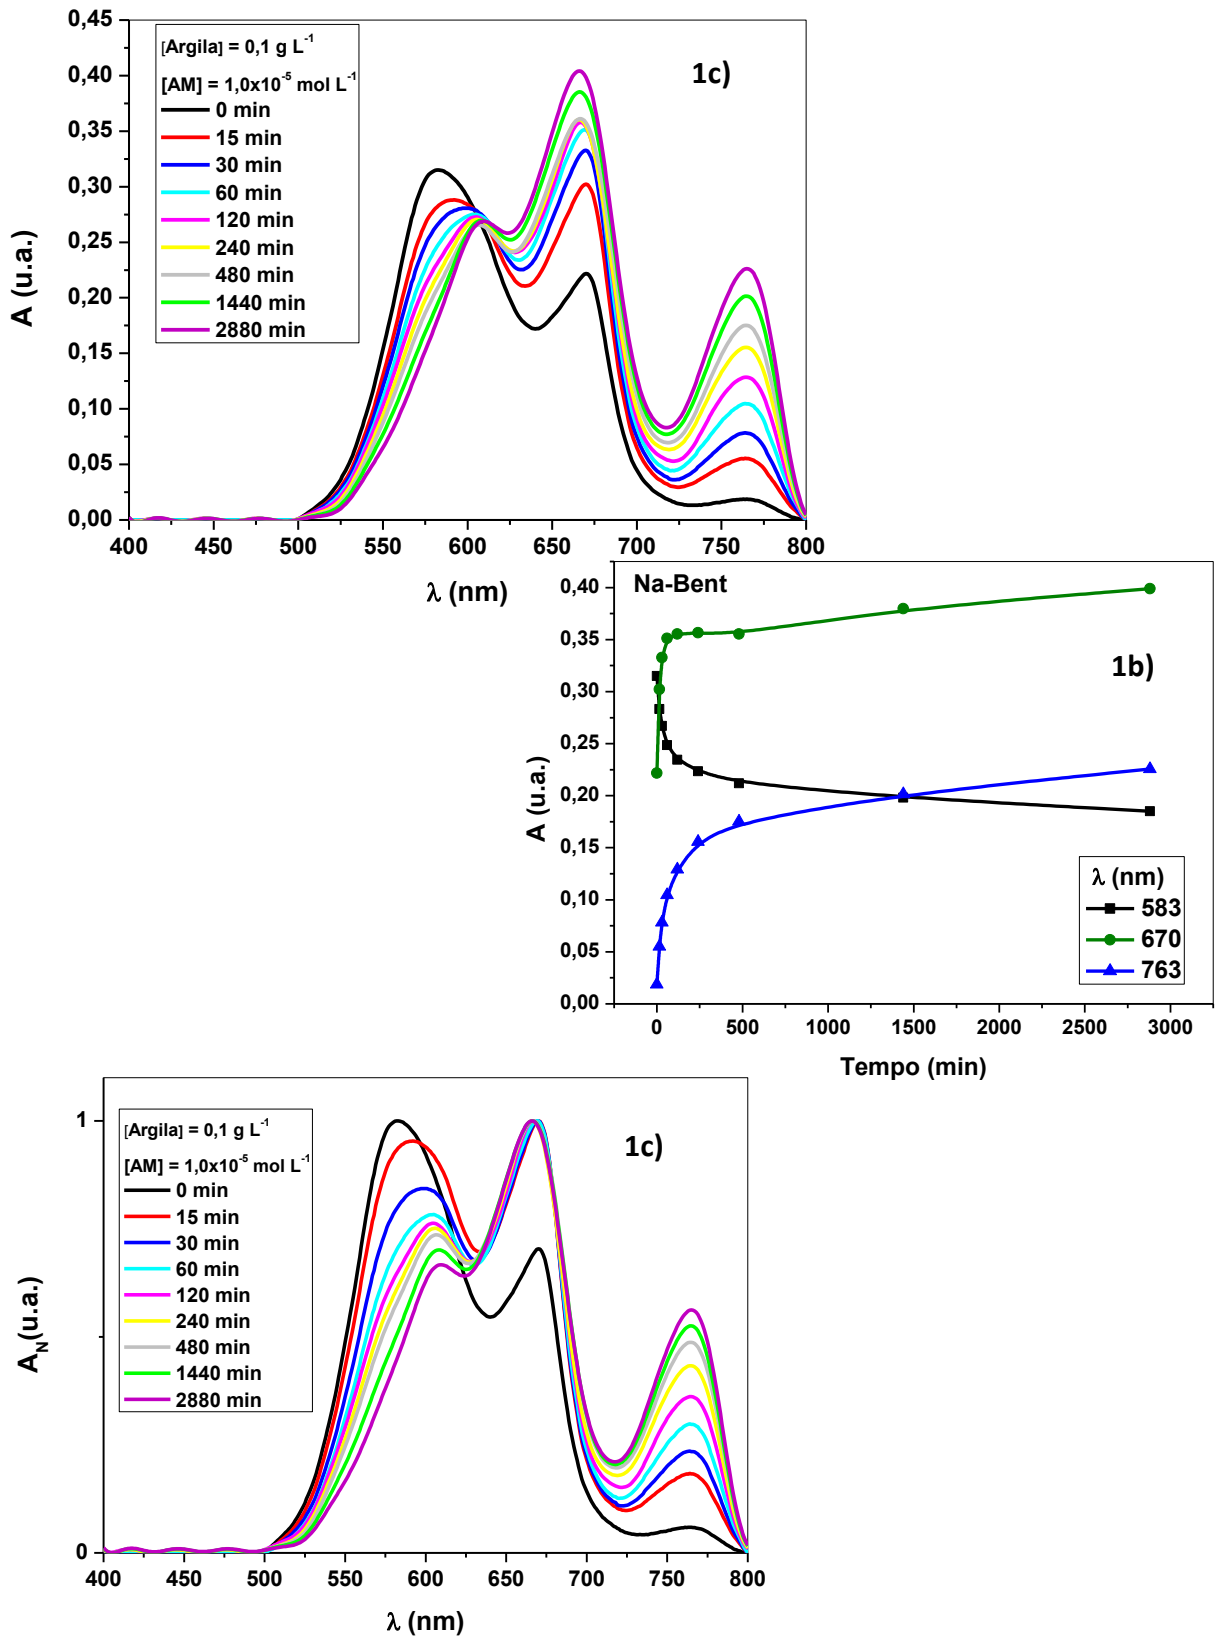 1c)
[Argila] = 0,1 g L⁻¹
[AM] = 1,0x10⁻⁵ mol L⁻¹
0 min
15 min
30 min
60 min
120 min
240 min
480 min
1440 min
2880 min
A (u.a.)
0,45
0,40
0,35
0,30
0,25
0,20
0,15
0,10
0,05
0,00
400 450 500 550 600 650 700 750 800
λ (nm)
Na-Bent
1b)
A (u.a.)
0,40
0,35
0,30
0,25
0,20
0,15
0,10
0,05
0,00
λ (nm)
583
670
763
0 500 1000 1500 2000 2500 3000
Tempo (min)
1c)
[Argila] = 0,1 g L⁻¹
[AM] = 1,0x10⁻⁵ mol L⁻¹
0 min
15 min
30 min
60 min
120 min
240 min
480 min
1440 min
2880 min
A_N(u.a.)
1
0
400 450 500 550 600 650 700 750 800
λ (nm)